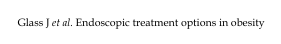 Glass J et al. Endoscopic treatment options in obesity